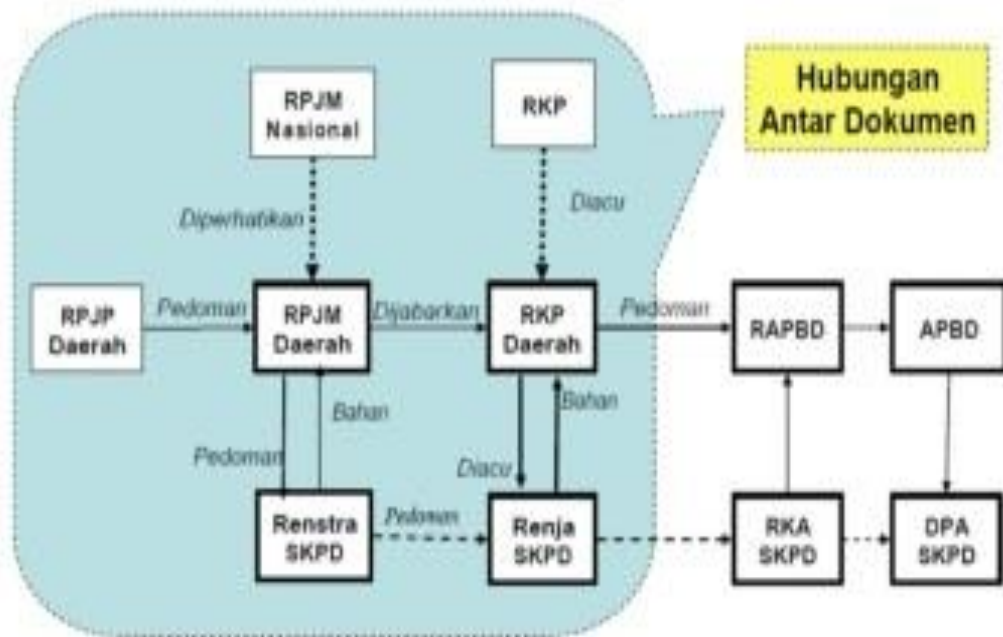 Hubungan
Antar Dokumen
RPJM
Nasional
RKP
Diperhatikan
Diacu
RPJP
Daerah
Pedoman
RPJM
Daerah
Dijabarkan
RKP
Daerah
Pedoman
RAPBD
APBD
Pedoman
Bahan
Diacu
Bahan
Renstra
SKPD
Pedoman
Renja
SKPD
RKA
SKPD
DPA
SKPD